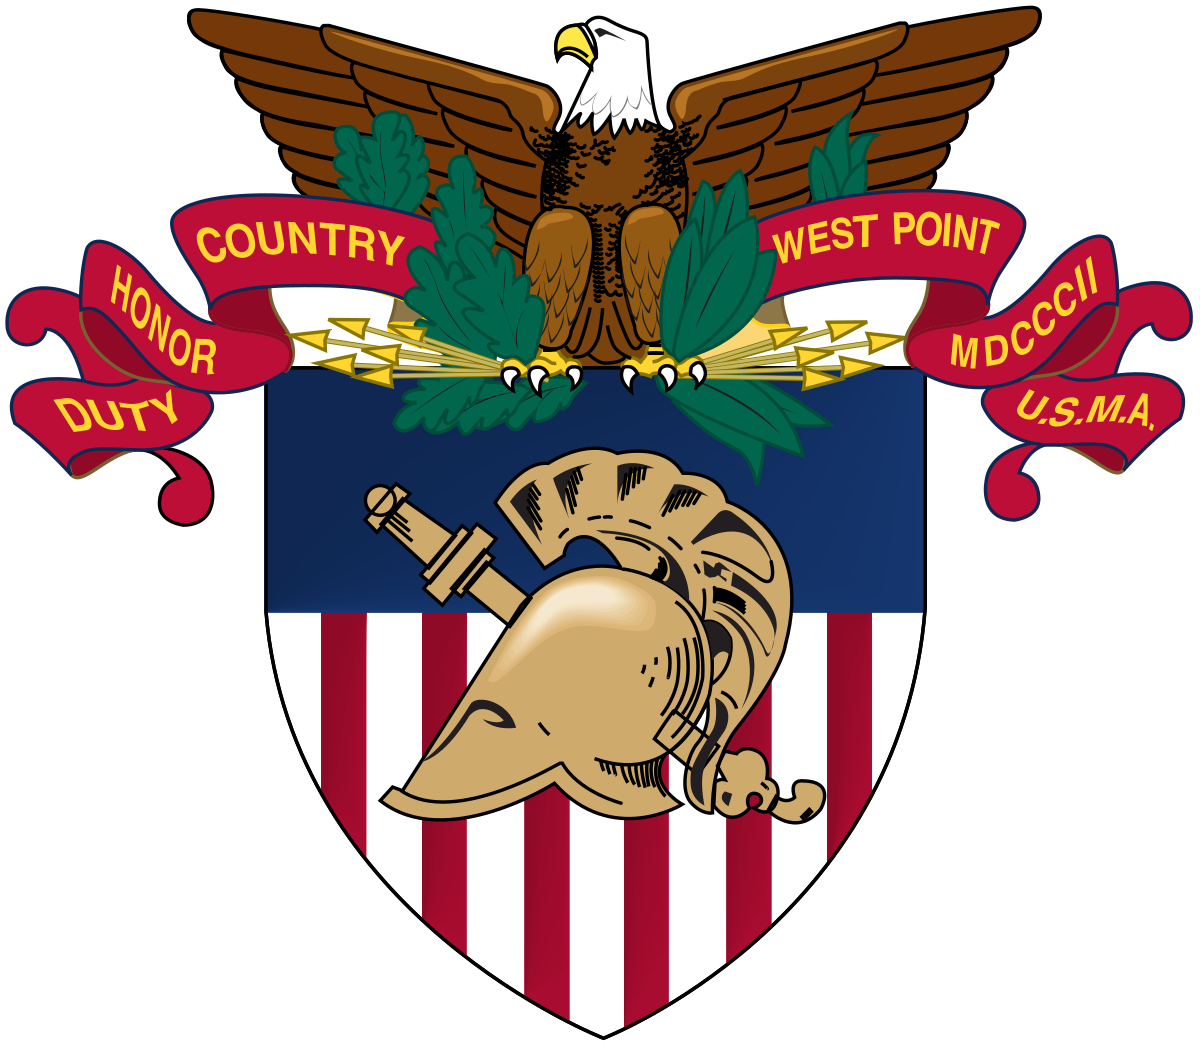 DUTY
HONOR
COUNTRY
WEST POINT
MDCCCII
U.S.M.A.